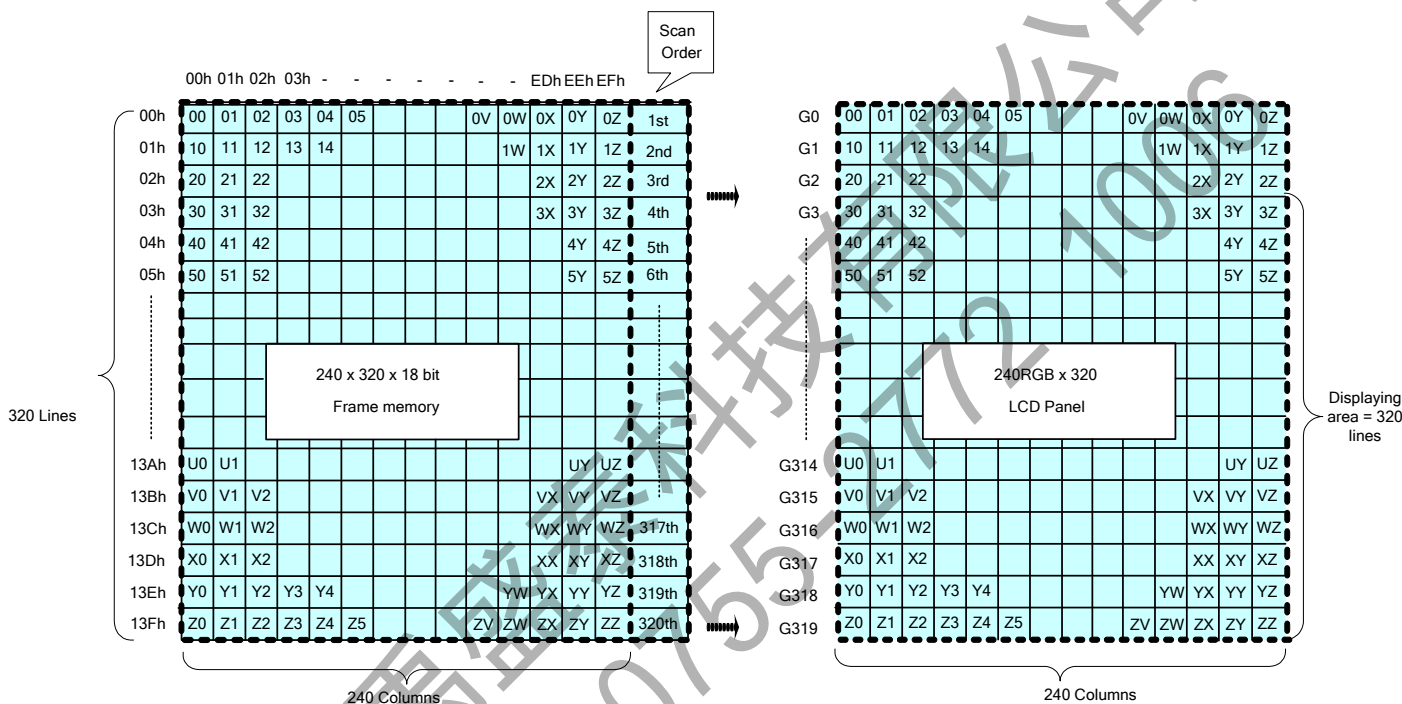 Scan
Order
00h 01h 02h 03h - - - - - - - EDh EEh EFh
00h 00 01 02 03 04 05 0V 0W 0X 0Y 0Z 1st
01h 10 11 12 13 14 1W 1X 1Y 1Z 2nd
02h 20 21 22 2X 2Y 2Z 3rd
03h 30 31 32 3X 3Y 3Z 4th
04h 40 41 42 4Y 4Z 5th
05h 50 51 52 5Y 5Z 6th
240 x 320 x 18 bit
Frame memory
320 Lines
13Ah U0 U1 UY UZ
13Bh V0 V1 V2 VX VY VZ
13Ch W0 W1 W2 WX WY WZ 317th
13Dh X0 X1 X2 XX XY XZ 318th
13Eh Y0 Y1 Y2 Y3 Y4 YW YX YY YZ 319th
13Fh Z0 Z1 Z2 Z3 Z4 Z5 ZV ZW ZX ZY ZZ 320th
240 Columns
G0 00 01 02 03 04 05 0V 0W 0X 0Y 0Z
G1 10 11 12 13 14 1W 1X 1Y 1Z
G2 20 21 22 2X 2Y 2Z
G3 30 31 32 3X 3Y 3Z
40 41 42 4Y 4Z
50 51 52 5Y 5Z
240RGB x 320
LCD Panel
Displaying
area = 320
lines
G314 U0 U1 UY UZ
G315 V0 V1 V2 VX VY VZ
G316 W0 W1 W2 WX WY WZ
G317 X0 X1 X2 XX XY XZ
G318 Y0 Y1 Y2 Y3 Y4 YW YX YY YZ
G319 Z0 Z1 Z2 Z3 Z4 Z5 ZV ZW ZX ZY ZZ
240 Columns
盛泰科技有限公司
0755-2772 1006